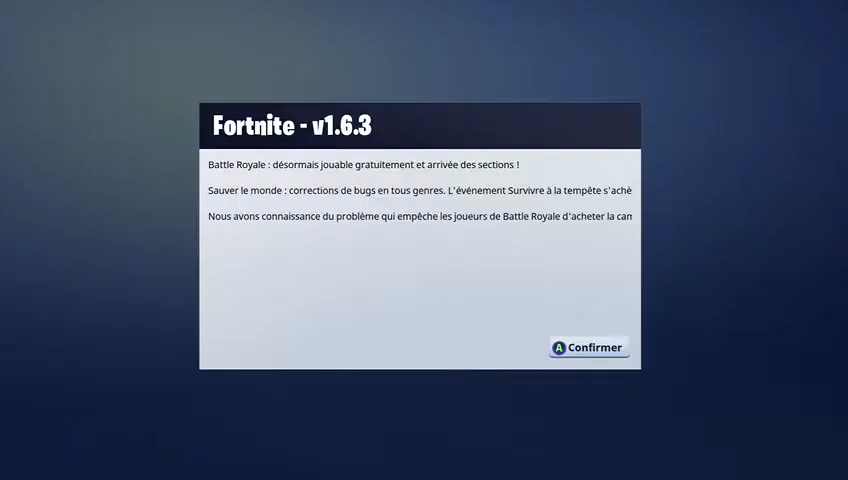 Fortnite - v1.6.3
Battle Royale : désormais jouable gratuitement et arrivée des sections !
Sauver le monde : corrections de bugs en tous genres. L'événement Survivre à la tempête s'achè
Nous avons connaissance du problème qui empêche les joueurs de Battle Royale d'acheter la cam
A Confirmer